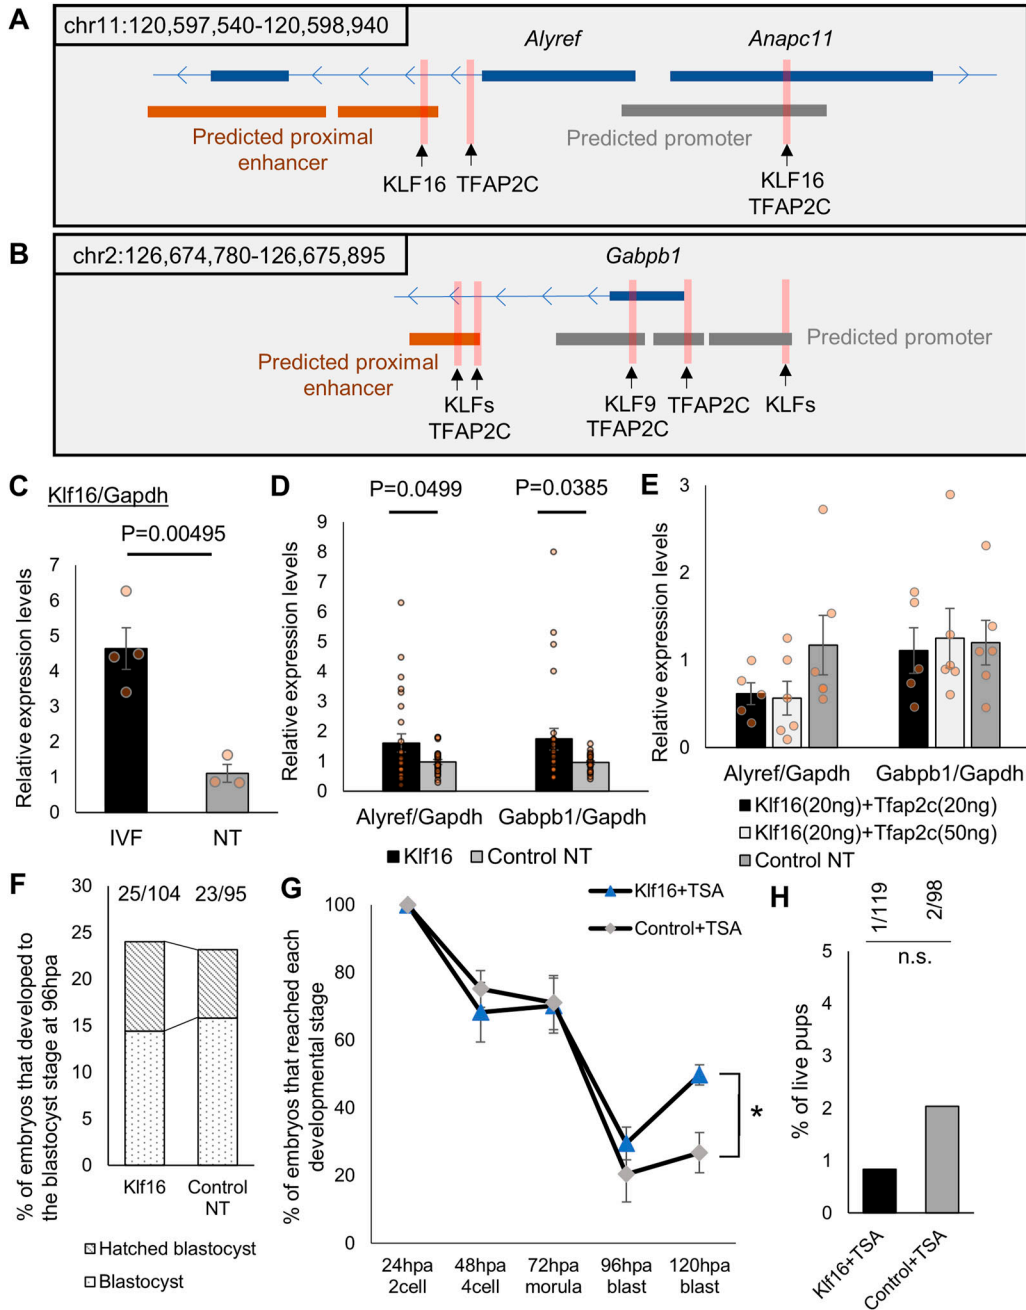 A
chr11:120,597,540-120,598,940
Alyref
Anapc11
Predicted proximal
enhancer
Predicted promoter
KLF16
TFAP2C
KLF16
TFAP2C
B
chr2:126,674,780-126,675,895
Gabpb1
Predicted proximal
enhancer
Predicted promoter
KLFs
TFAP2C
KLF9
TFAP2C
TFAP2C
KLFs
C
Klf16/Gapdh
P=0.00495
Relative expression levels
7
6
5
4
3
2
1
0
IVF
NT
D
P=0.0499
P=0.0385
Relative expression levels
9
8
7
6
5
4
3
2
1
0
Alyref/Gapdh
Gabpb1/Gapdh
Klf16
Control NT
E
Relative expression levels
3
2
1
0
Alyref/Gapdh
Gabpb1/Gapdh
Klf16(20ng)+Tfap2c(20ng)
Klf16(20ng)+Tfap2c(50ng)
Control NT
F
% of embryos that developed to
the blastocyst stage at 96hpa
30
25
20
15
10
5
0
25/104
23/95
Klf16
Control
NT
Hatched blastocyst
Blastocyst
G
% of embryos that reached each
developmental stage
100
80
60
40
20
0
Klf16+TSA
Control+TSA
*
24hpa
2cell
48hpa
4cell
72hpa
morula
96hpa
blast
120hpa
blast
H
1/119
2/98
n.s.
% of live pups
5
4
3
2
1
0
Klf16+TSA
Control+TSA